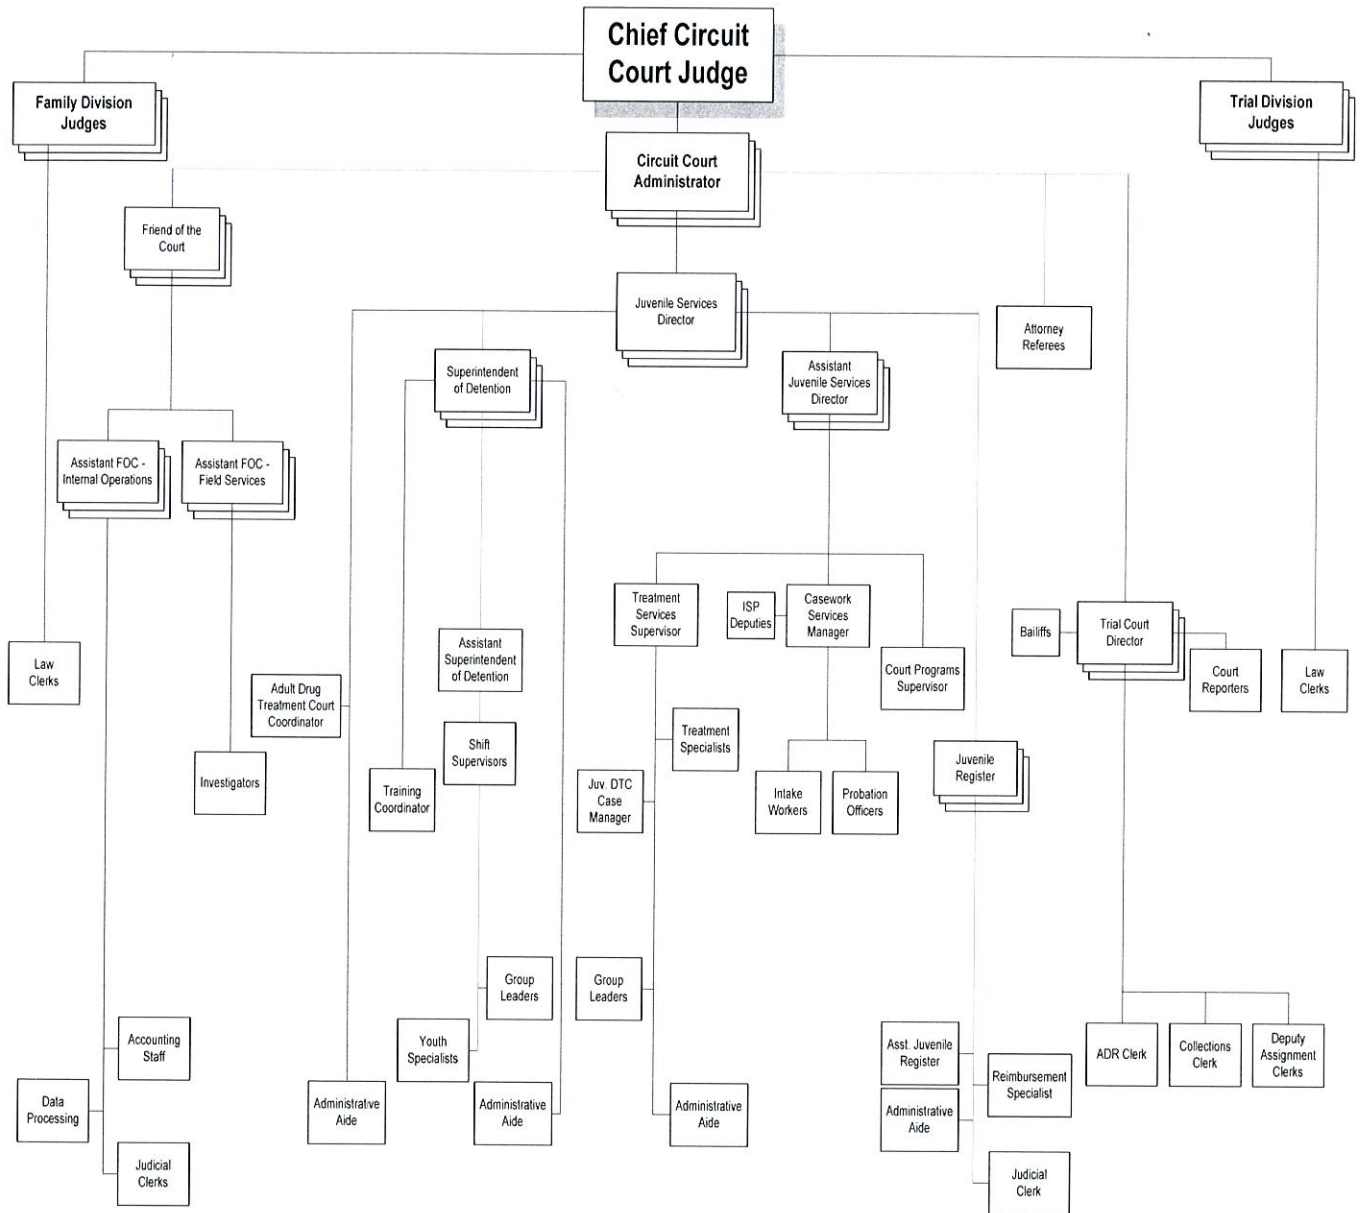 Chief Circuit
Court Judge
Family Division
Judges
Trial Division
Judges
Circuit Court
Administrator
Friend of the
Court
Juvenile Services
Director
Attorney
Referees
Superintendent
of Detention
Assistant
Juvenile Services
Director
Assistant FOC -
Internal Operations
Assistant FOC -
Field Services
Treatment
Services
Supervisor
ISP
Deputies
Casework
Services
Manager
Bailiffs
Trial Court
Director
Law
Clerks
Assistant
Superintendent
of Detention
Court Programs
Supervisor
Court
Reporters
Law
Clerks
Adult Drug
Treatment Court
Coordinator
Investigators
Shift
Supervisors
Treatment
Specialists
Training
Coordinator
Juv. DTC
Case
Manager
Intake
Workers
Probation
Officers
Juvenile
Register
Group
Leaders
Group
Leaders
Accounting
Staff
Youth
Specialists
Asst. Juvenile
Register
ADR Clerk
Collections
Clerk
Deputy
Assignment
Clerks
Data
Processing
Administrative
Aide
Administrative
Aide
Administrative
Aide
Administrative
Aide
Reimbursement
Specialist
Judicial
Clerks
Judicial
Clerk